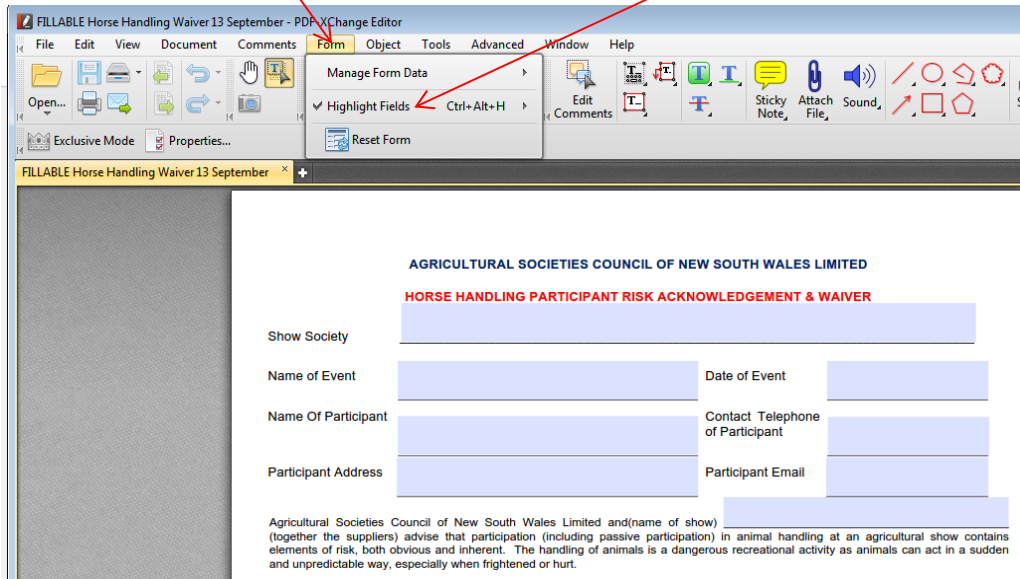 FILLABLE Horse Handling Waiver 13 September - PDF-XChange Editor
File Edit View Document Comments Form Object Tools Advanced Window Help
Manage Form Data
Open...
Highlight Fields Ctrl+Alt+H
Edit Comments
Sticky Note
Attach File
Sound
Exclusive Mode Properties...
Reset Form
FILLABLE Horse Handling Waiver 13 September
AGRICULTURAL SOCIETIES COUNCIL OF NEW SOUTH WALES LIMITED
HORSE HANDLING PARTICIPANT RISK ACKNOWLEDGEMENT & WAIVER
Show Society
Name of Event Date of Event
Name Of Participant Contact Telephone
of Participant
Participant Address Participant Email
Agricultural Societies Council of New South Wales Limited and(name of show)
(together the suppliers) advise that participation (including passive participation) in animal handling at an agricultural show contains
elements of risk, both obvious and inherent. The handling of animals is a dangerous recreational activity as animals can act in a sudden
and unpredictable way, especially when frightened or hurt.